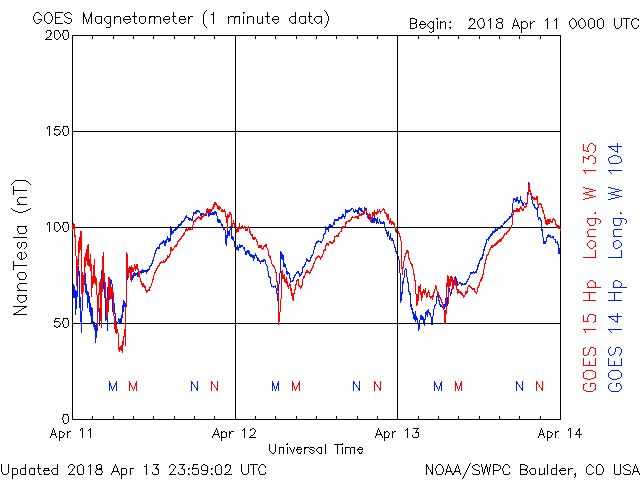 GOES Magnetometer (1 minute data)
Begin: 2018 Apr 11 0000 UTC
200
150
100
50
0
NanoTesla (nT)
M M N N M M N N M M N N
Apr 11 Apr 12 Apr 13 Apr 14
Universal Time
GOES 15 Hp Long. W 135
GOES 14 Hp Long. W 104
Updated 2018 Apr 13 23:59:02 UTC
NOAA/SWPC Boulder, CO USA